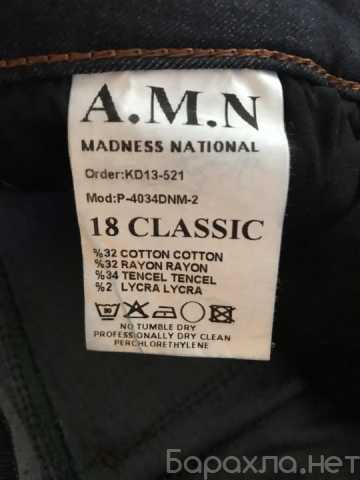 A.M.N
MADNESS NATIONAL
Order:KD13-521
Mod:P-4034DNM-2
18 CLASSIC
%32 COTTON COTTON
%32 RAYON RAYON
%34 TENCEL TENCEL
%2 LYCRA LYCRA
NO TUMBLE DRY
PROFESSIONALLY DRY CLEAN
PERCHLORETHYLENE
Барахла.нет